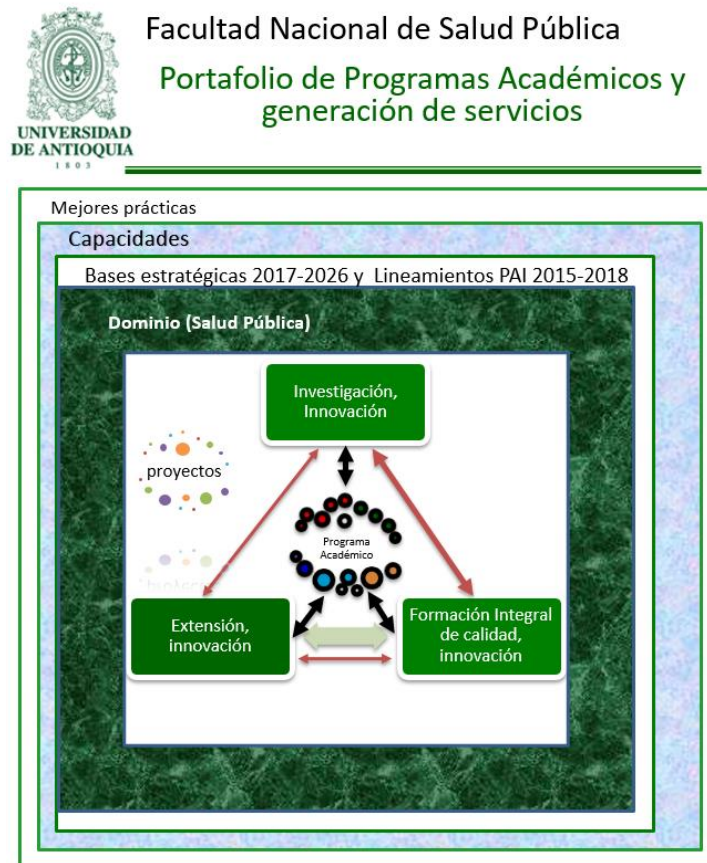 Facultad Nacional de Salud Pública
Portafolio de Programas Académicos y
generación de servicios
UNIVERSIDAD
DE ANTIOQUIA
1803
Mejores prácticas
Capacidades
Bases estratégicas 2017-2026 y Lineamientos PAI 2015-2018
Dominio (Salud Pública)
Investigación,
Innovación
proyectos
Programa
Académico
Extensión,
innovación
Formación Integral
de calidad,
innovación